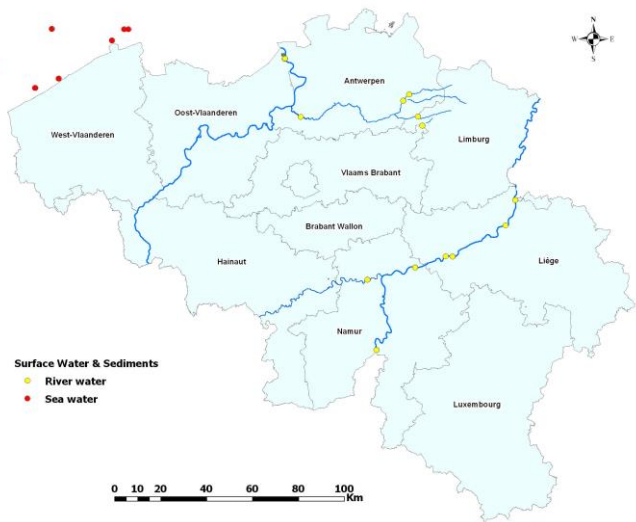 N
W E
S
Antwerpen
Oost-Vlaanderen
West-Vlaanderen
Limburg
Vlaams Brabant
Brabant Wallon
Hainaut
Liége
Namur
Surface Water & Sediments
River water
Sea water
Luxembourg
0 10 20 40 60 80 100
Km